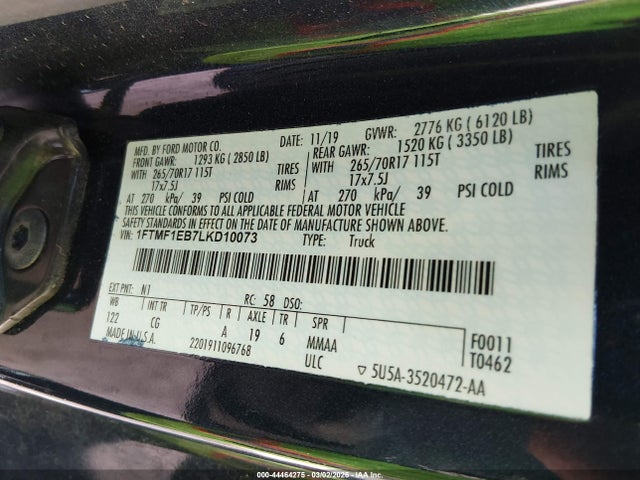 MFD. BY FORD MOTOR CO. DATE: 11/19 GVWR: 2776 KG ( 6120 LB)
FRONT GAWR: 1293 KG ( 2850 LB) REAR GAWR: 1520 KG ( 3350 LB)
WITH 265/70R17 115T TIRES WITH 265/70R17 115T TIRES
17x7.5J RIMS 17x7.5J RIMS
AT 270 kPa/ 39 PSI COLD AT 270 kPa/ 39 PSI COLD
THIS VEHICLE CONFORMS TO ALL APPLICABLE FEDERAL MOTOR VEHICLE
SAFETY STANDARDS IN EFFECT ON THE DATE OF MANUFACTURE SHOWN ABOVE.
VIN: 1FTMF1EB7LKD10073 TYPE: Truck
EXT PNT: N1 RC: 58 DSO:
WB INT TR TP/PS R AXLE TR SPR
122 CG A 19 6 MMAA F0011
MADE IN U.S.A. 2201911096768 ULC T0462
▽ 5U5A-3520472-AA
000-44464275 - 03/02/2026 - IAA Inc.